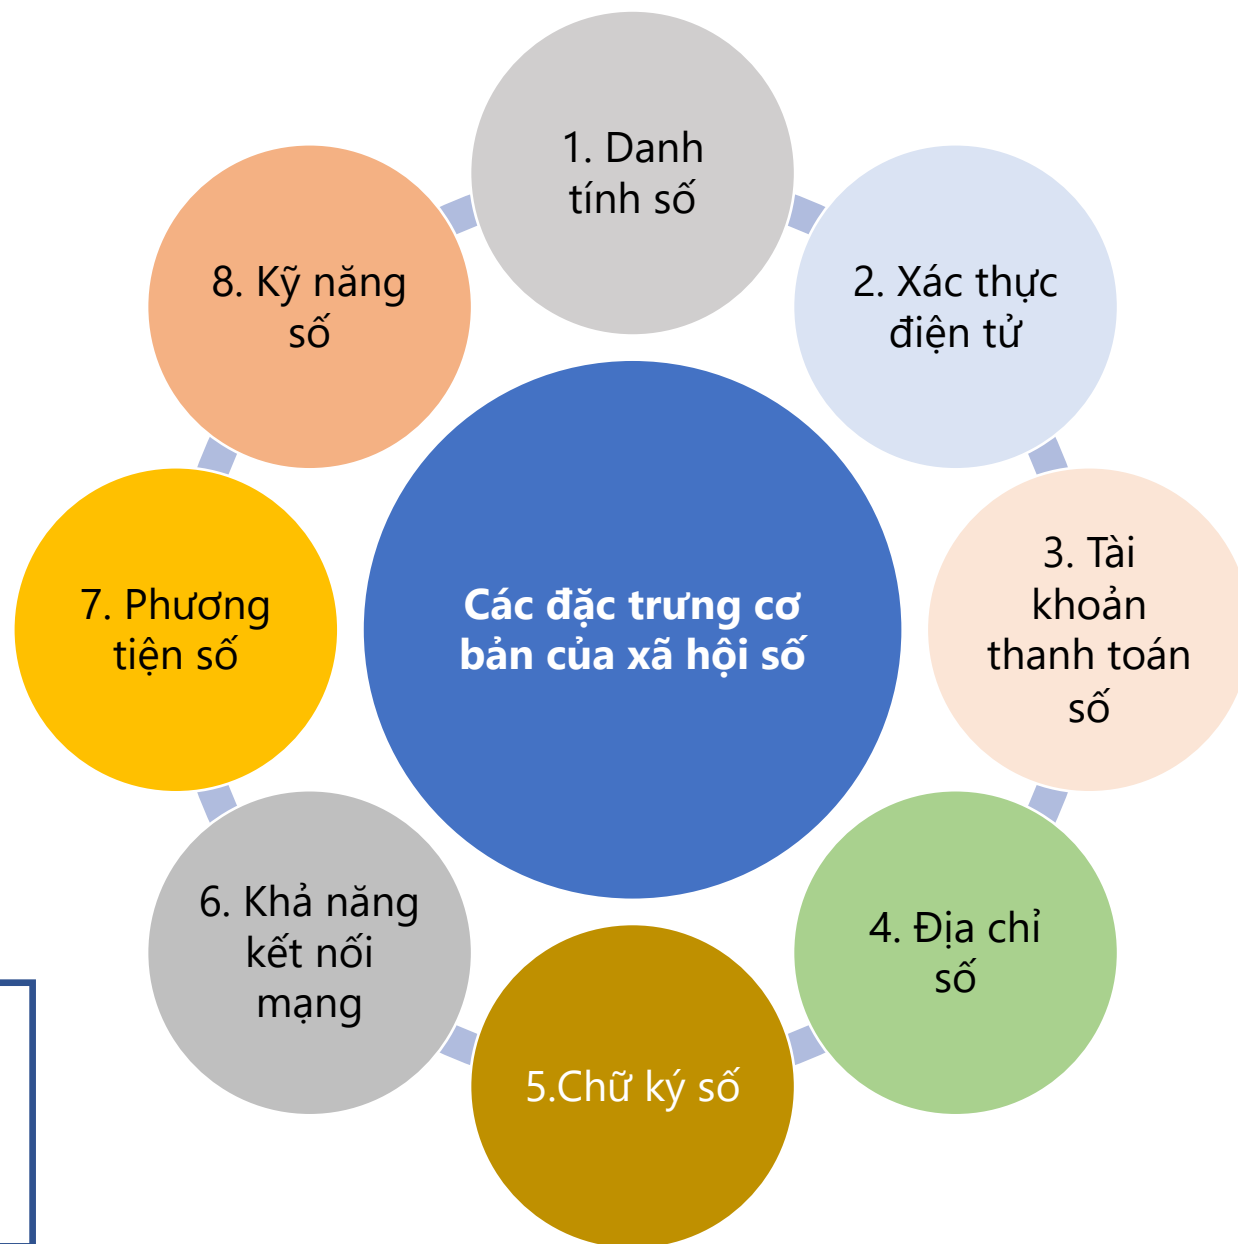 1. Danh
tính số
2. Xác thực
điện tử
3. Tài
khoản
thanh toán
số
4. Địa chỉ
số
5.Chữ ký số
6. Khả năng
kết nối
mạng
7. Phương
tiện số
8. Kỹ năng
số
Các đặc trưng cơ
bản của xã hội số